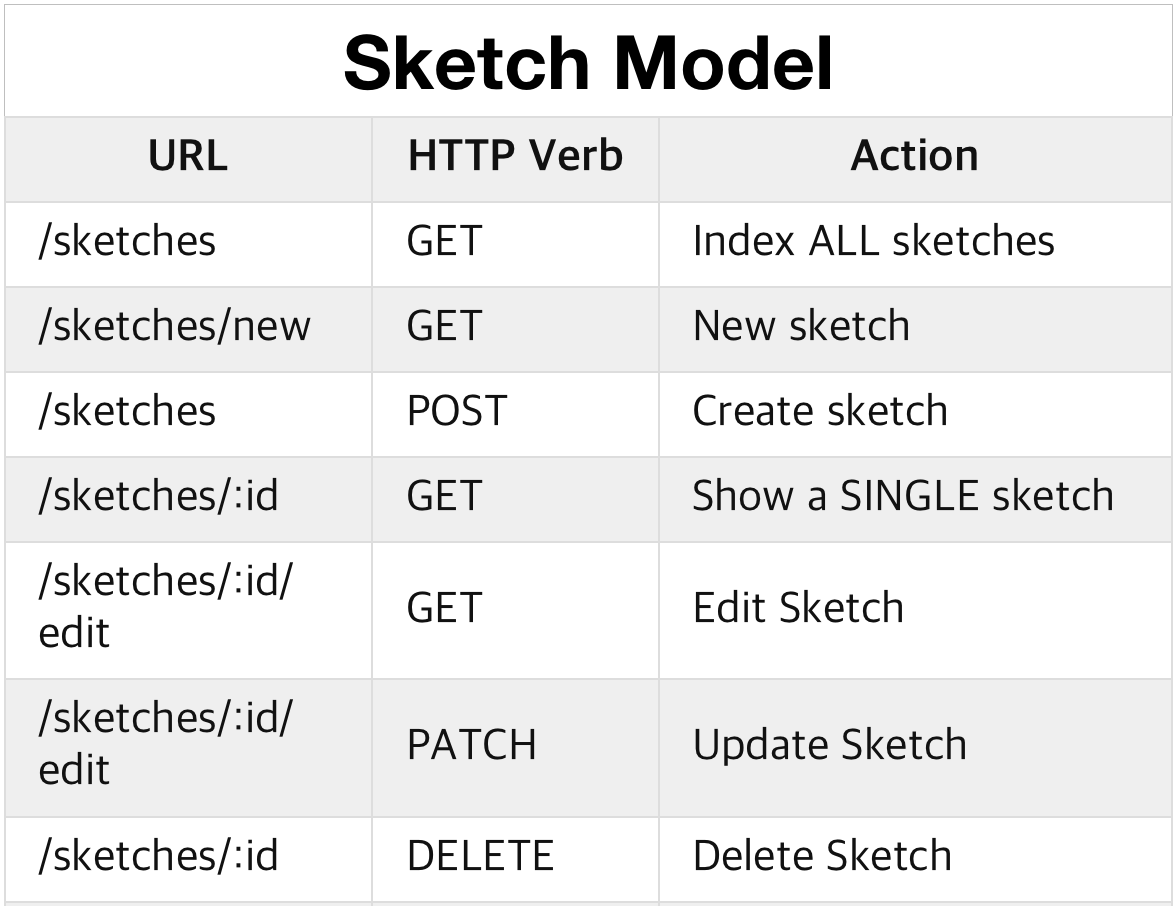 Sketch Model
URL HTTP Verb Action
/sketches GET Index ALL sketches
/sketches/new GET New sketch
/sketches POST Create sketch
/sketches/:id GET Show a SINGLE sketch
/sketches/:id/
edit GET Edit Sketch
/sketches/:id/
edit PATCH Update Sketch
/sketches/:id DELETE Delete Sketch